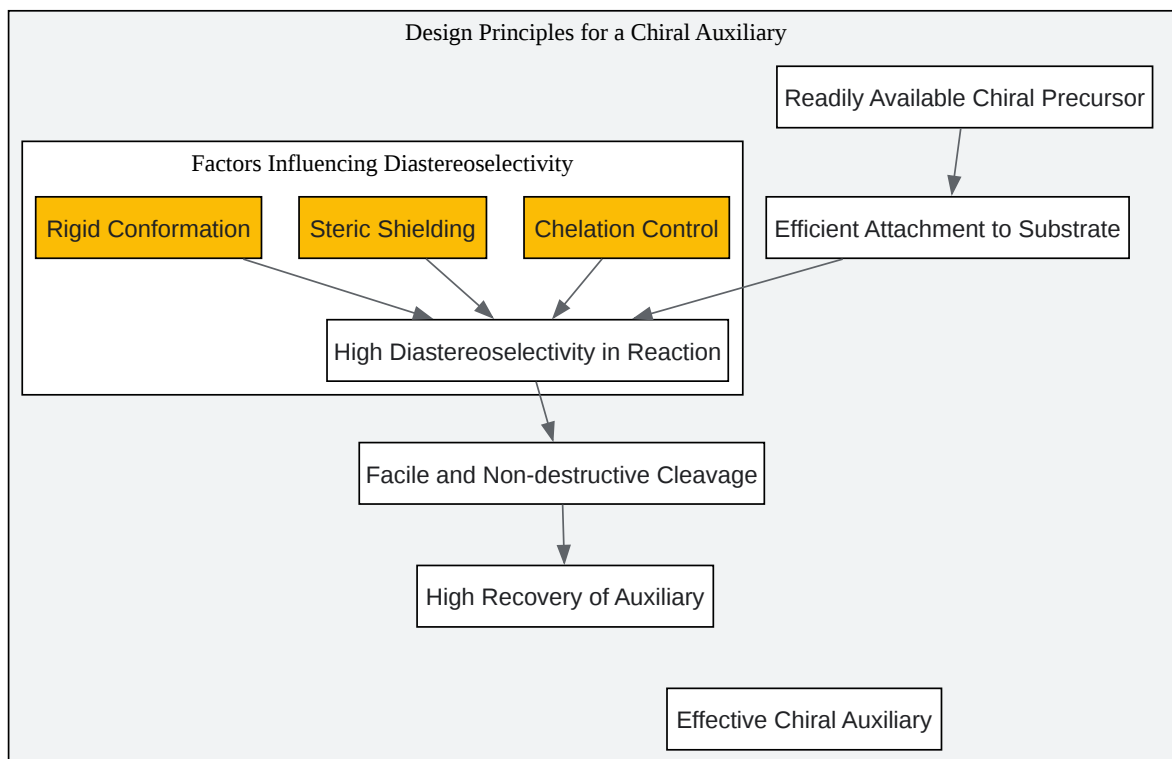 Design Principles for a Chiral Auxiliary
Readily Available Chiral Precursor
Factors Influencing Diastereoselectivity
Rigid Conformation
Steric Shielding
Chelation Control
Efficient Attachment to Substrate
High Diastereoselectivity in Reaction
Facile and Non-destructive Cleavage
High Recovery of Auxiliary
Effective Chiral Auxiliary